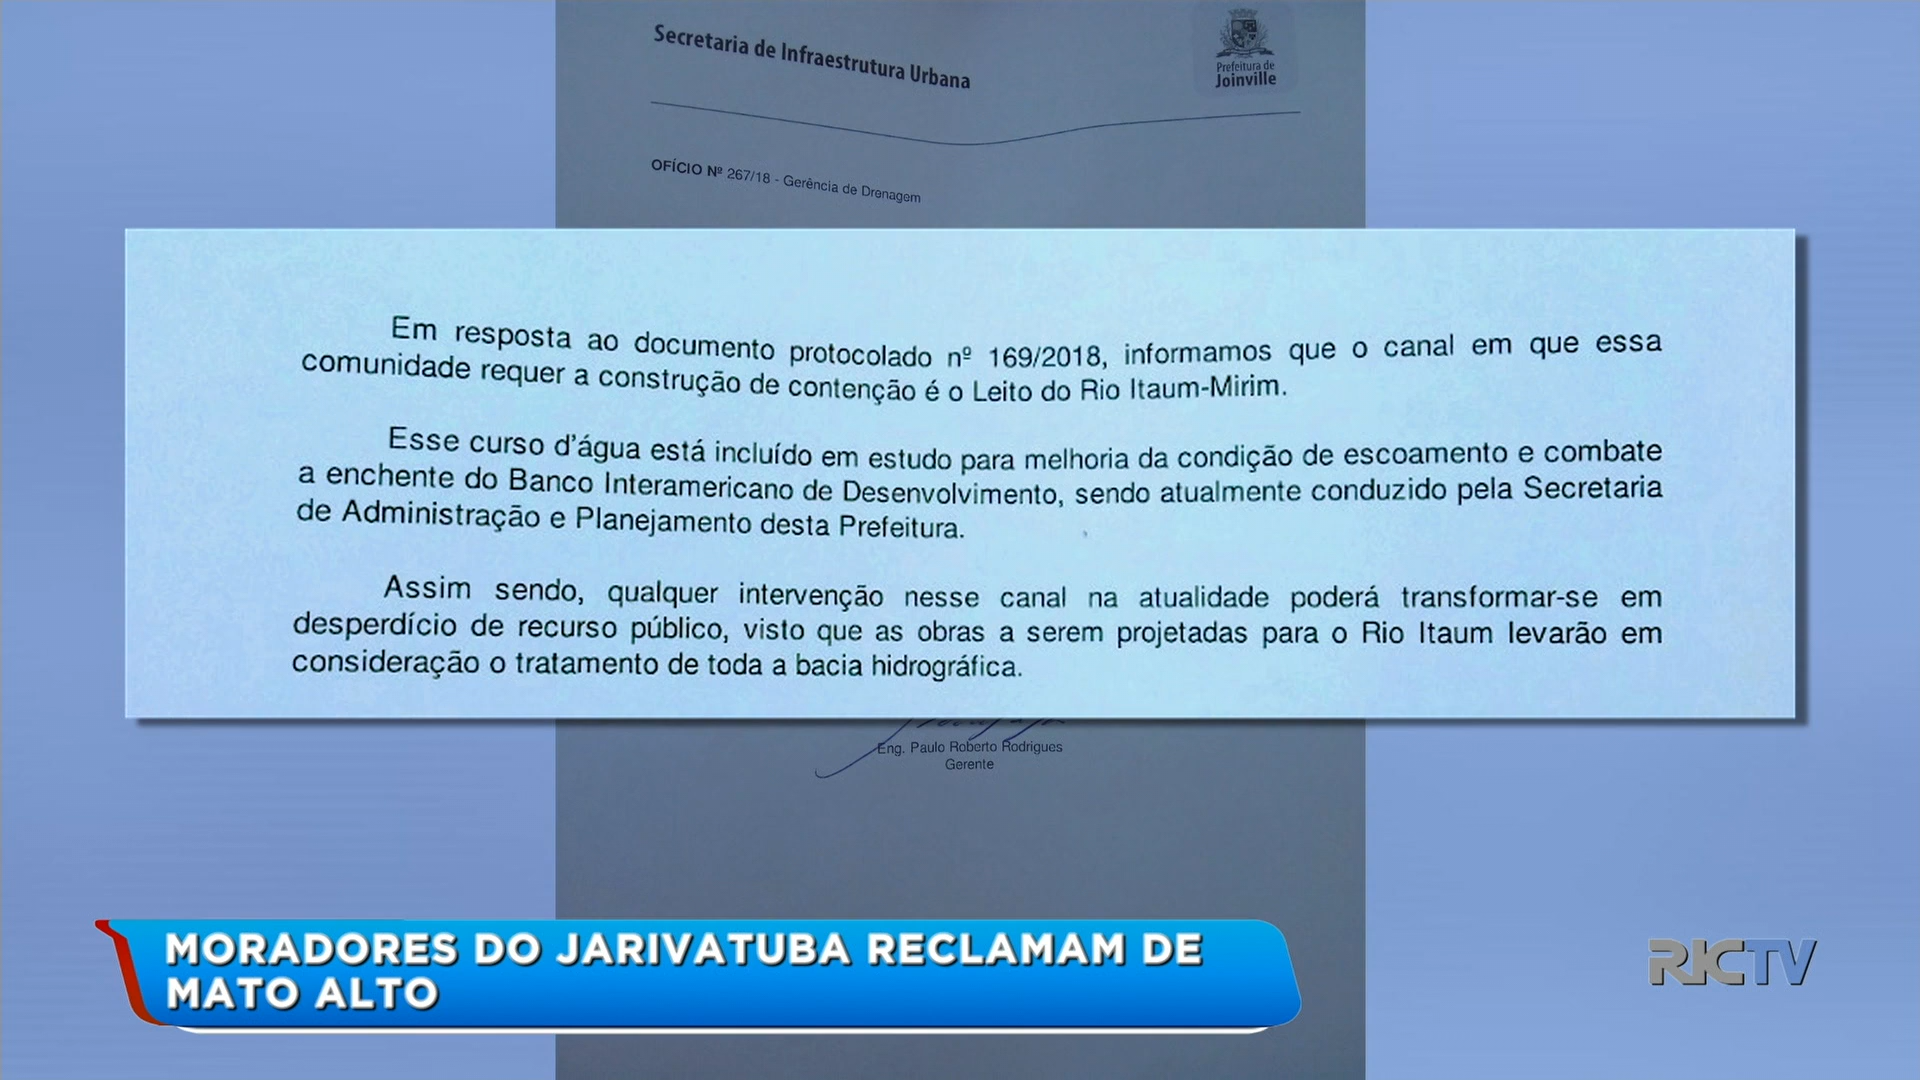 Secretaria de Infraestrutura Urbana
Prefeitura de
Joinville
OFÍCIO Nº 267/18 - Gerência de Drenagem
Em resposta ao documento protocolado nº 169/2018, informamos que o canal em que essa
comunidade requer a construção de contenção é o Leito do Rio Itaum-Mirim.
Esse curso d'água está incluído em estudo para melhoria da condição de escoamento e combate
a enchente do Banco Interamericano de Desenvolvimento, sendo atualmente conduzido pela Secretaria
de Administração e Planejamento desta Prefeitura.
Assim sendo, qualquer intervenção nesse canal na atualidade poderá transformar-se em
desperdício de recurso público, visto que as obras a serem projetadas para o Rio Itaum levarão em
consideração o tratamento de toda a bacia hidrográfica.
Eng. Paulo Roberto Rodrigues
Gerente
MORADORES DO JARIVATUBA RECLAMAM DE
MATO ALTO
RICTV